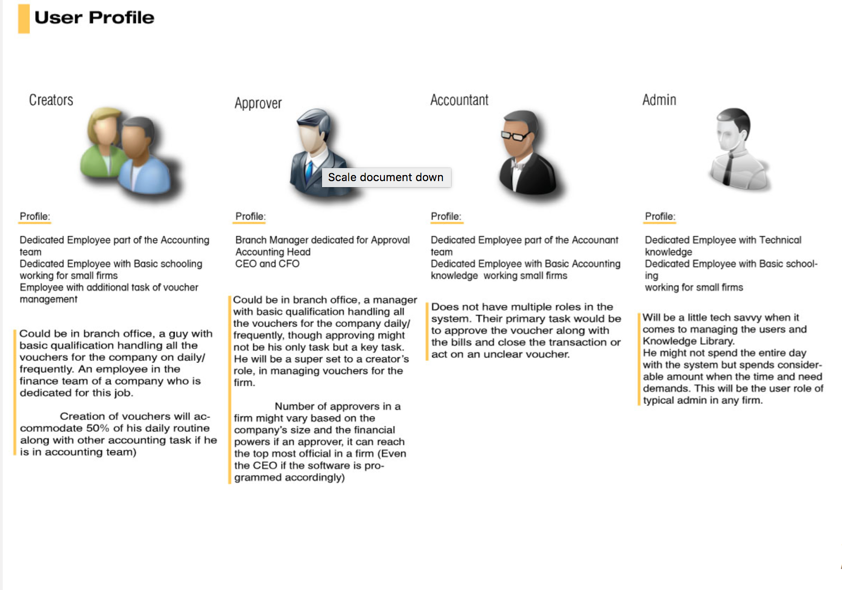 User Profile
Creators
Approver
Accountant
Admin
Scale document down
Profile:
Dedicated Employee part of the Accounting
team
Dedicated Employee with Basic schooling
working for small firms
Employee with additional task of voucher
management
Could be in branch office, a guy with
basic qualification handling all the
vouchers for the company on daily/
frequently. An employee in the
finance team of a company who is
dedicated for this job.
Creation of vouchers will ac-
commodate 50% of his daily routine
along with other accounting task if he
is in accounting team)
Profile:
Branch Manager dedicated for Approval
Accounting Head
CEO and CFO
Could be in branch office, a manager
with basic qualification handling all
the vouchers for the company daily/
frequently, though approving might
not be his only task but a key task.
He will be a super set to a creator's
role, in managing vouchers for the
firm.
Number of approvers in a
firm might vary based on the
company's size and the financial
powers if an approver, it can reach
the top most official in a firm (Even
the CEO if the software is pro-
grammed accordingly)
Profile:
Dedicated Employee part of the Accounant
team
Dedicated Employee with Basic Accounting
knowledge working small firms
Does not have multiple roles in the
system. Their primary task would be
to approve the voucher along with
the bills and close the transaction or
act on an unclear voucher.
Profile:
Dedicated Employee with Technical
knowledge
Dedicated Employee with Basic school-
ing
working for small firms
Will be a little tech savvy when it
comes to managing the users and
Knowledge Library.
He might not spend the entire day
with the system but spends consider-
able amount when the time and need
demands. This will be the user role of
typical admin in any firm.